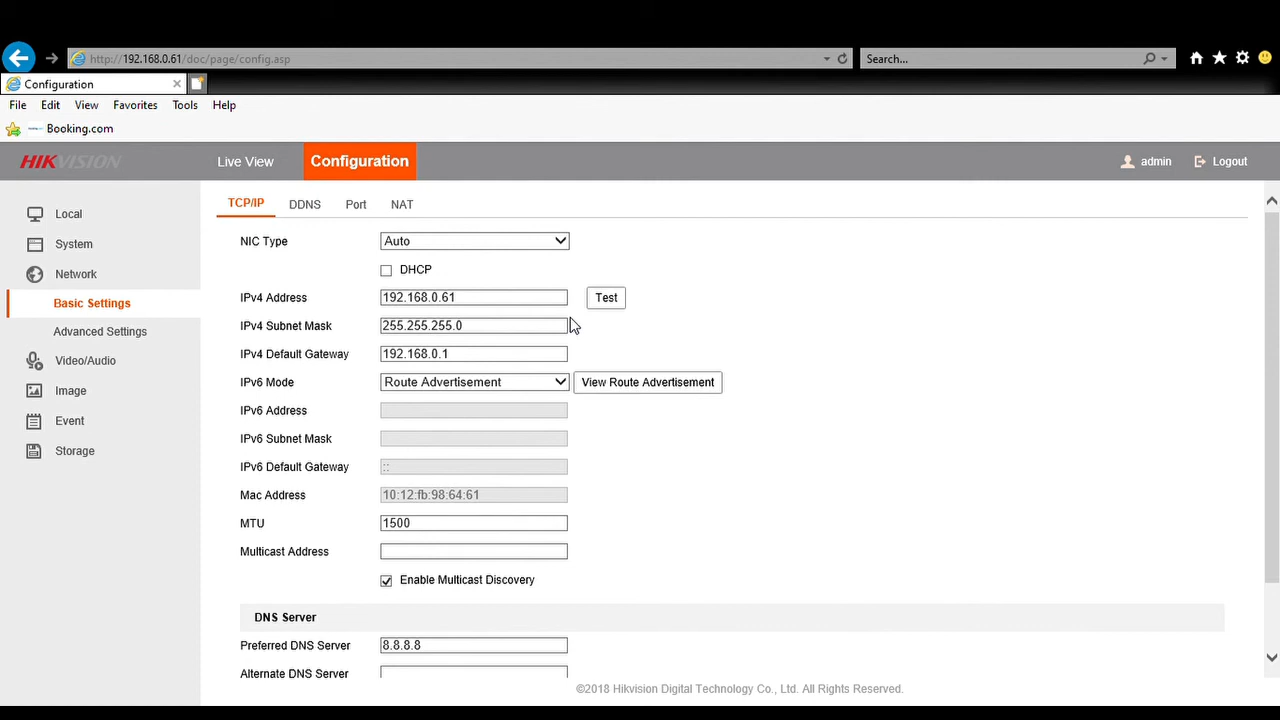 http://192.168.0.61/doc/page/config.asp
Search...
Configuration
File Edit View Favorites Tools Help
Booking.com
HIKVISION Live View Configuration admin Logout
Local
System
Network
Basic Settings
Advanced Settings
Video/Audio
Image
Event
Storage
TCP/IP DDNS Port NAT
NIC Type Auto
DHCP
IPv4 Address 192.168.0.61 Test
IPv4 Subnet Mask 255.255.255.0
IPv4 Default Gateway 192.168.0.1
IPv6 Mode Route Advertisement View Route Advertisement
IPv6 Address
IPv6 Subnet Mask
IPv6 Default Gateway ::
Mac Address 10:12:fb:98:64:61
MTU 1500
Multicast Address
Enable Multicast Discovery
DNS Server
Preferred DNS Server 8.8.8.8
Alternate DNS Server
©2018 Hikvision Digital Technology Co., Ltd. All Rights Reserved.